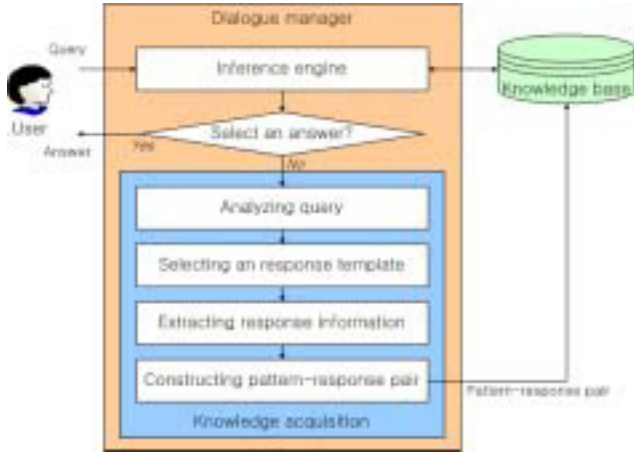 Dialogue manager
Query
Inference engine
Knowledge base
User
Select an answer?
Yes
Answer
No
Analyzing query
Selecting an response template
Extracting response information
Constructing pattern-response pair
Pattern-response pair
Knowledge acquisition